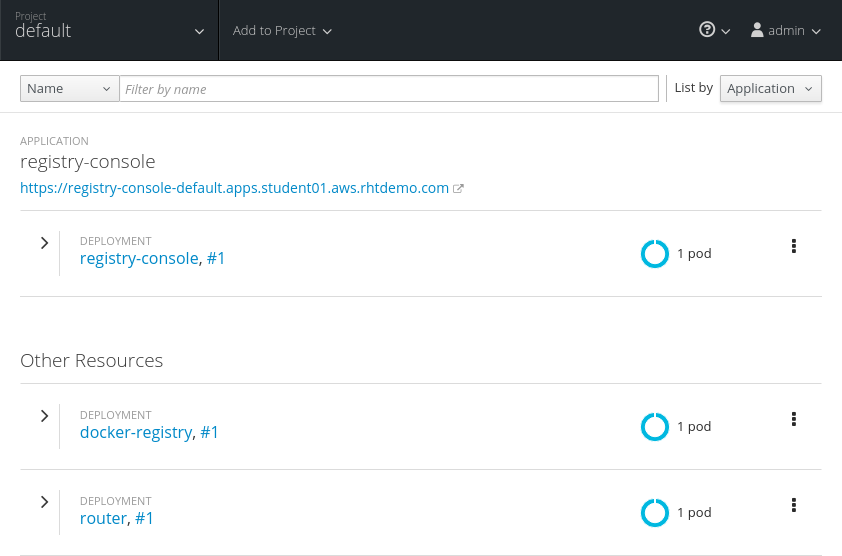 Project
default
Add to Project
admin
Name
Filter by name
List by
Application
APPLICATION
registry-console
https://registry-console-default.apps.student01.aws.rhtdemo.com
DEPLOYMENT
registry-console, #1
1 pod
Other Resources
DEPLOYMENT
docker-registry, #1
1 pod
DEPLOYMENT
router, #1
1 pod